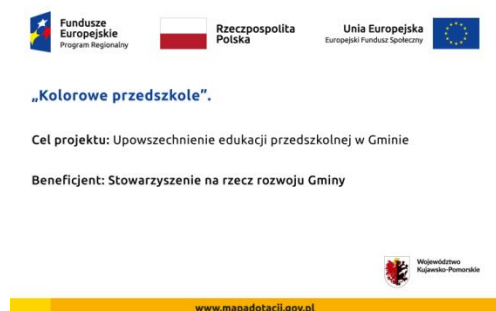 Fundusze
Europejskie
Program Regionalny
Rzeczpospolita
Polska
Unia Europejska
Europejski Fundusz Społeczny
„Kolorowe przedszkole”.
Cel projektu: Upowszechnienie edukacji przedszkolnej w Gminie
Beneficjent: Stowarzyszenie na rzecz rozwoju Gminy
Województwo
Kujawsko-Pomorskie
www.mapadotacji.gov.pl